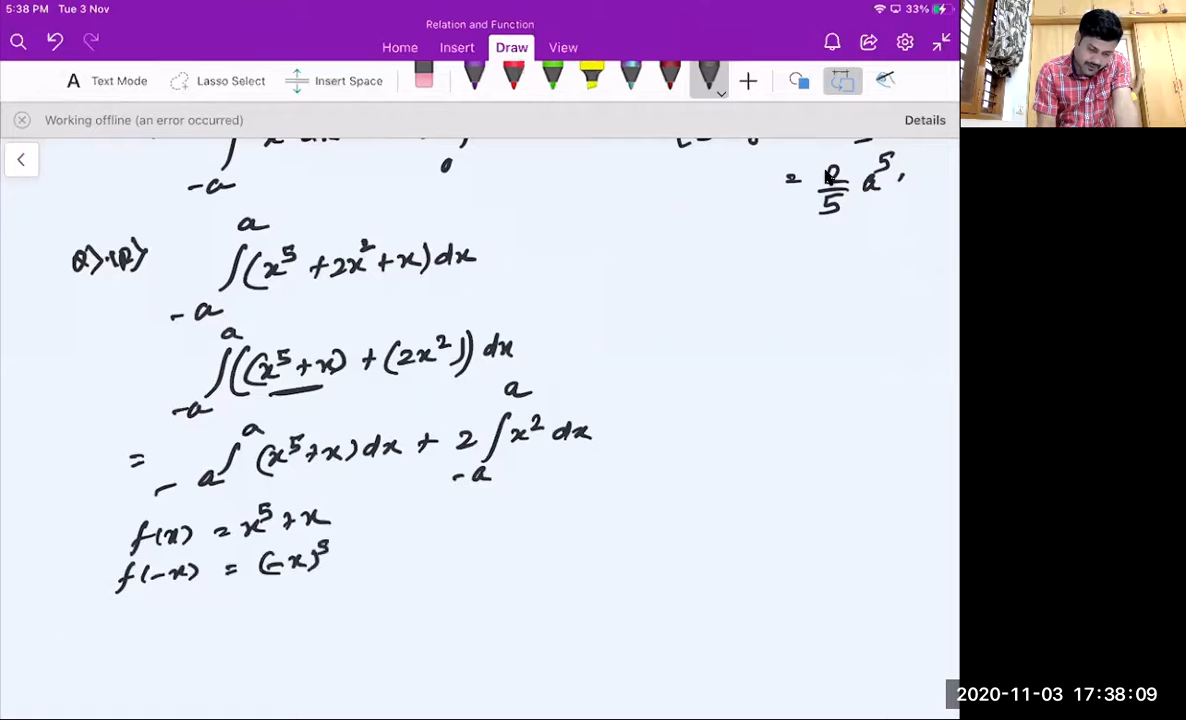 5:38 PM Tue 3 Nov
33%
Relation and Function
Home Insert Draw View
A Text Mode Lasso Select Insert Space
Working offline (an error occurred) Details
-a
0
= /5 a^5,
∫_{-a}^{a} (x^5 + 2x^2 + x) dx
∫_{-a}^{a} ((x^5 + x) + (2x^2)) dx
= ∫_{-a}^{a} (x^5 + x) dx + 2 ∫_{-a}^{a} x^2 dx
f(x) = x^5 + x
f(-x) = (-x)^5
2020-11-03 17:38:09